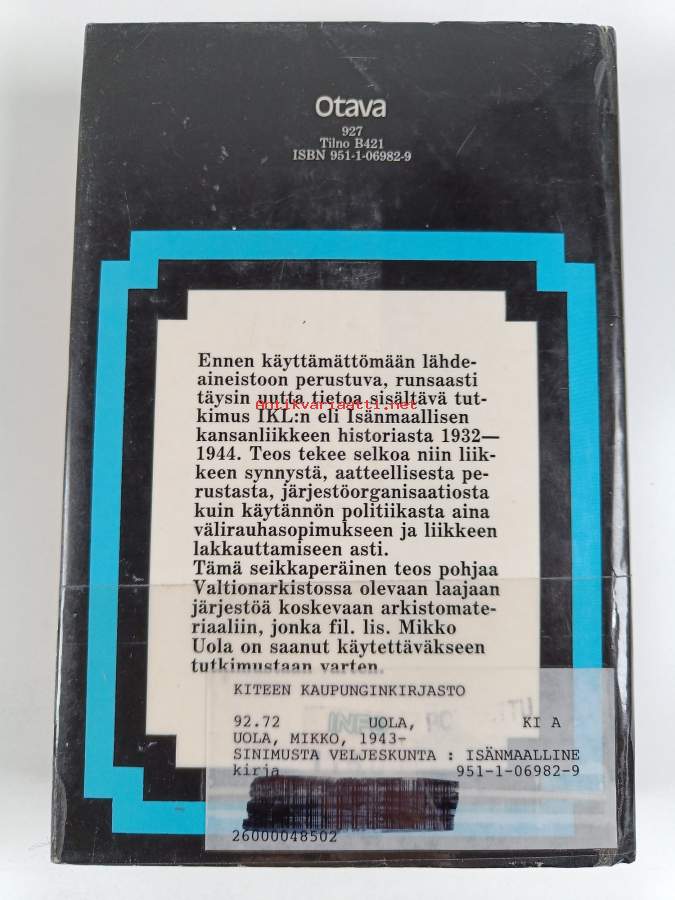 Otava
927
Tilno B421
ISBN 951-1-06982-9
Ennen käyttämättömään lähde-
aineistoon perustuva, runsaasti
täysin uutta tietoa sisältävä tut-
Antikvariaatti.net
kimus IKL:n eli Isänmaallisen
kansanliikkeen historiasta 1932—
1944. Teos tekee selkoa niin liik-
keen synnystä, aatteellisesta pe-
rustasta, järjestöorganisaatiosta
kuin käytännön politiikasta aina
välirauhasopimukseen ja liikkeen
lakkauttamiseen asti.
Tämä seikkaperäinen teos pohjaa
Valtionarkistossa olevaan laajaan
järjestöä koskevaan arkistomate-
riaaliin, jonka fil. lis. Mikko
Uola on saanut käytettäväkseen
tutkimustaan varten.
KITEEN KAUPUNGINKIRJASTO
92.72 UOLA, KI A
UOLA, MIKKO, 1943-
SINIMUSTA VELJESKUNTA : ISÄNMAALLINE
kirja 951-1-06982-9
26000048502